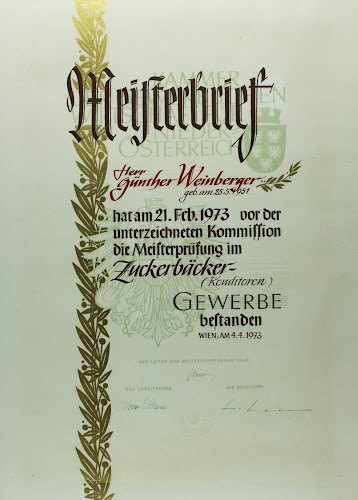 Meisterbrief
KAMMER
WIEN
NIEDER
ÖSTERREICH
Herr
Günther Weinberger
geb. am 25.5.1951
hat am 21. Feb. 1973 vor der
unterzeichneten Kommission
die Meisterprüfung im
Zuckerbäcker-
(Konditoren)
GEWERBE
bestanden
WIEN, AM 4.4.1973
DER LEITER DER MEISTERPRÜFUNGSSTELLE
DER VORSITZENDE: DIE BEISITZER: